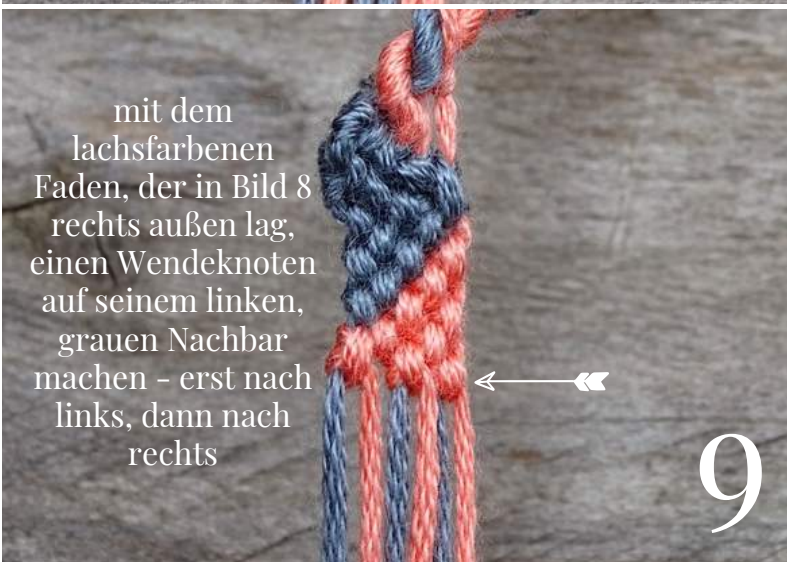 mit dem
lachsfarbenen
Faden, der in Bild 8
rechts außen lag,
einen Wendeknoten
auf seinem linken,
grauen Nachbar
machen - erst nach
links, dann nach
rechts
9